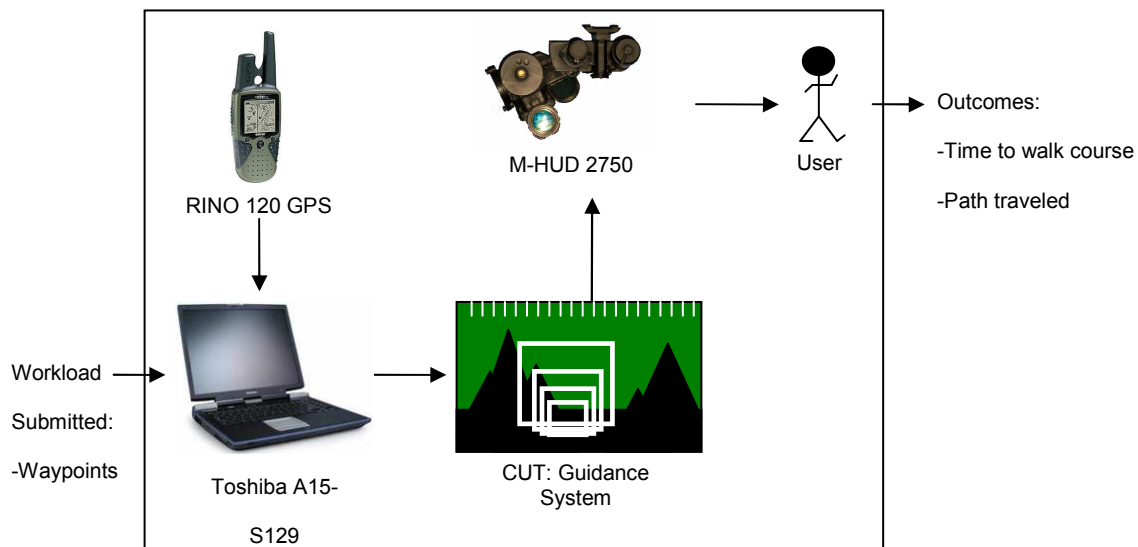 RINO 120 GPS
M-HUD 2750
User
Outcomes:
-Time to walk course
-Path traveled
Workload
Submitted:
-Waypoints
Toshiba A15-
S129
CUT: Guidance
System